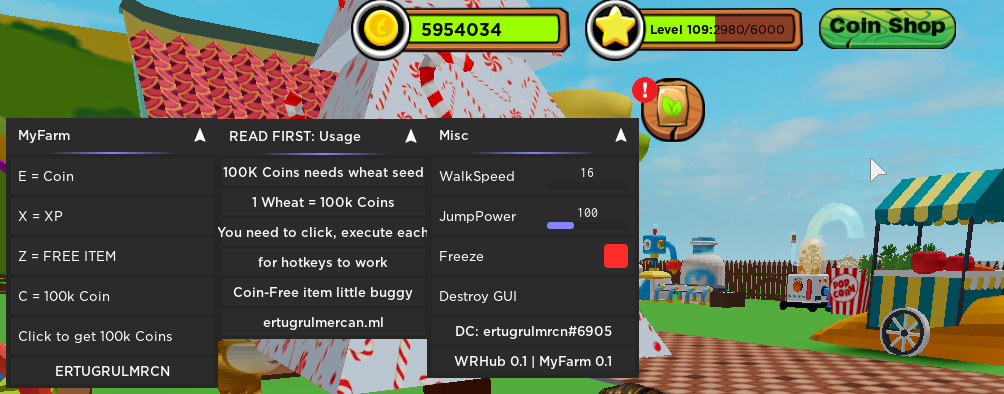 5954034
Level 109:2980/6000
Coin Shop
!
MyFarm
E = Coin
X = XP
Z = FREE ITEM
C = 100k Coin
Click to get 100k Coins
ERTUGRULMRCN
READ FIRST: Usage
100K Coins needs wheat seed
1 Wheat = 100k Coins
You need to click, execute each
for hotkeys to work
Coin-Free item little buggy
ertugrulmercan.ml
Misc
WalkSpeed 16
JumpPower 100
Freeze
Destroy GUI
DC: ertugrulmrcn#6905
WRHub 0.1 | MyFarm 0.1
POP
CORN